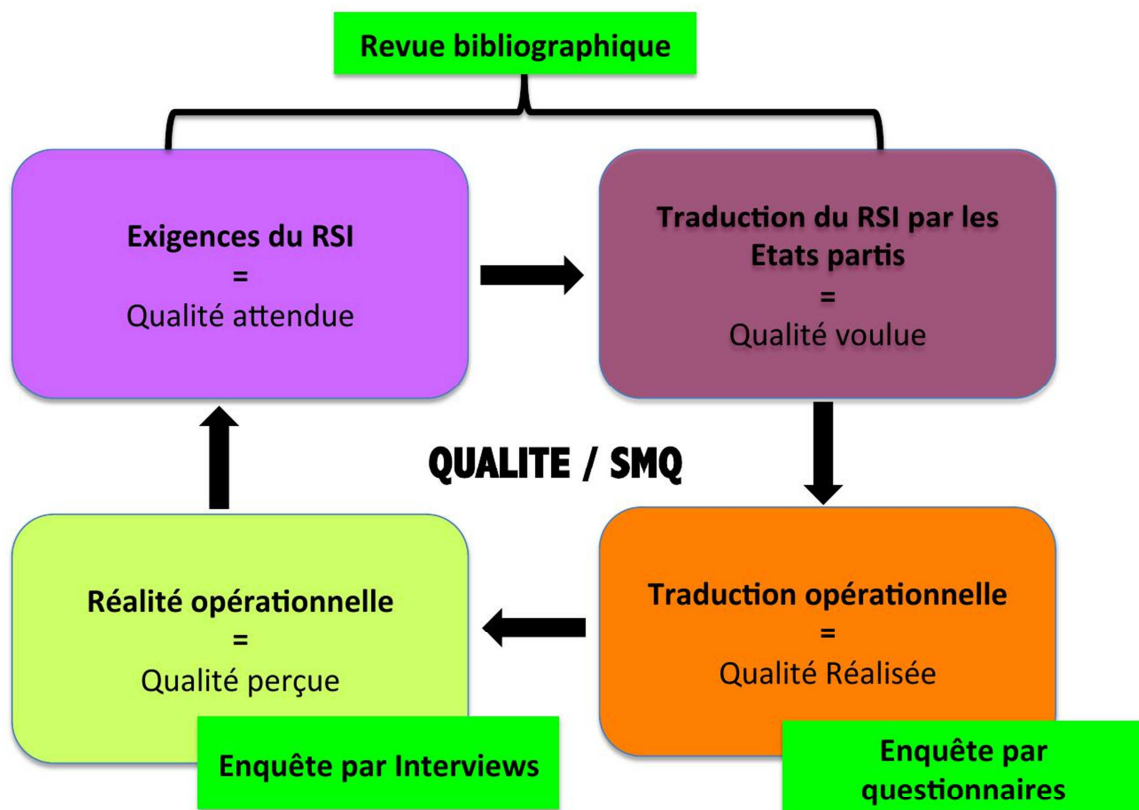 Revue bibliographique
Exigences du RSI
=
Qualité attendue
Traduction du RSI par les
Etats partis
=
Qualité voulue
QUALITE / SMQ
Réalité opérationnelle
=
Qualité perçue
Enquête par Interviews
Traduction opérationnelle
=
Qualité Réalisée
Enquête par
questionnaires